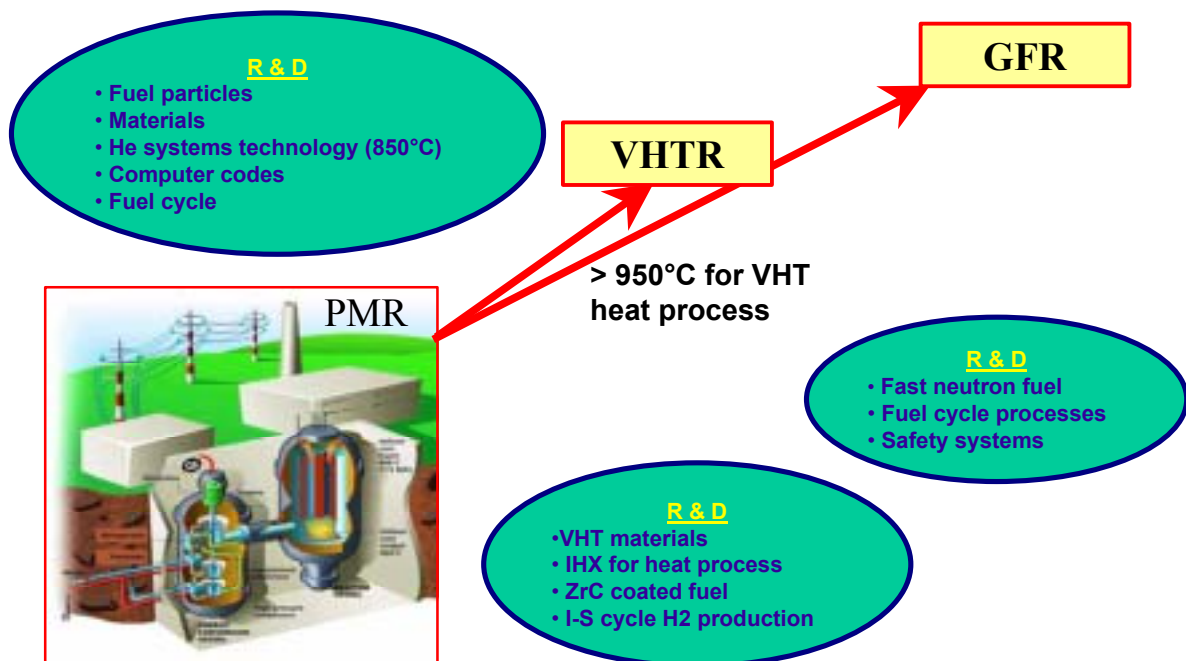 R & D
• Fuel particles
• Materials
• He systems technology (850°C)
• Computer codes
• Fuel cycle
GFR
VHTR
> 950°C for VHT
heat process
PMR
R & D
• Fast neutron fuel
• Fuel cycle processes
• Safety systems
R & D
•VHT materials
• IHX for heat process
• ZrC coated fuel
• I-S cycle H2 production